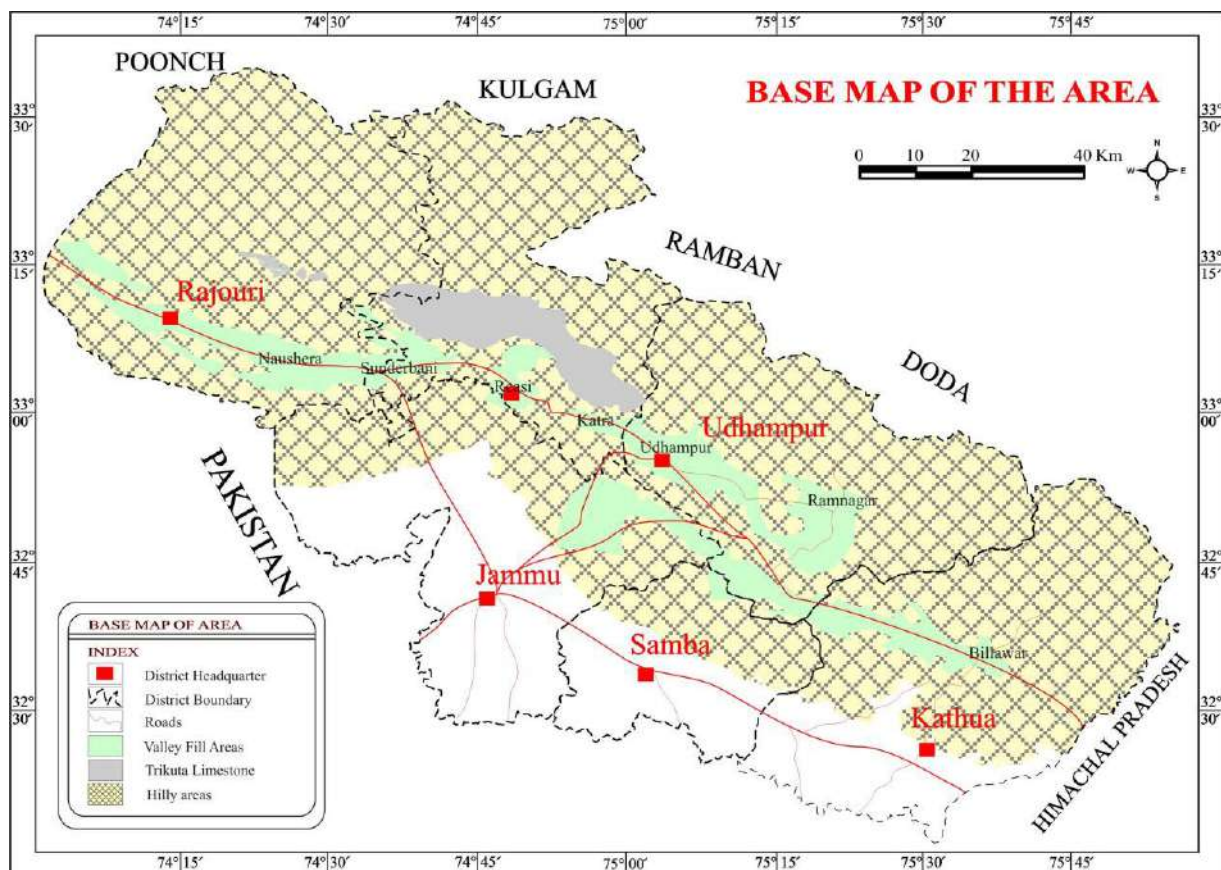 74°
15′
74°
30′
74°
45′
75°
00′
75°
15′
75°
30′
75°
45′
POONCH
KULGAM
BASE MAP OF THE AREA
33°
30′
33°
30′
0 10 20 40 Km
N
W E
S
RAMBAN
33°
15′
33°
15′
Rajouri
DODA
Naushera
Sunderbani
Reasi
33°
00′
33°
00′
Katra
Udhampur
Udhampur
PAKISTAN
Ramnagar
32°
45′
32°
45′
Jammu
Samba
Billawar
32°
30′
32°
30′
Kathua
HIMACHAL PRADESH
BASE MAP OF AREA
INDEX
District Headquarter
District Boundary
Roads
Valley Fill Areas
Trikuta Limestone
Hilly areas
74°15′
74°30′
74°45′
75°00′
75°15′
75°30′
75°45′